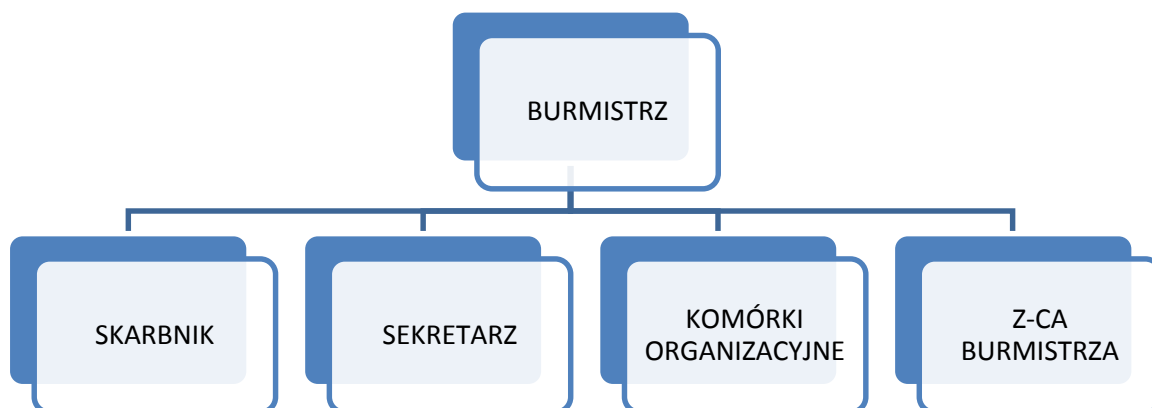 BURMISTRZ
SKARBNIK
SEKRETARZ
KOMÓRKI
ORGANIZACYJNE
Z-CA
BURMISTRZA